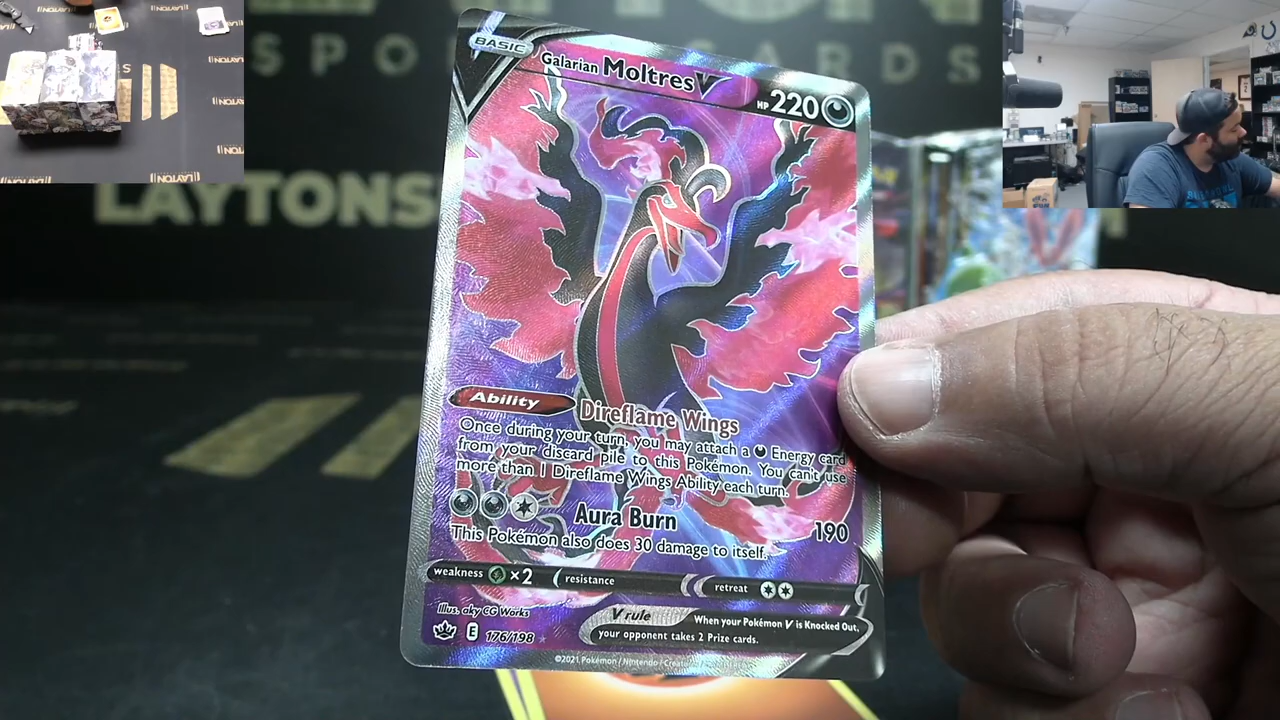 LAYTONS
SPO CARDS
LAYTONS
BASIC
Galarian Moltres V
HP 220
Ability Direflame Wings
Once during your turn, you may attach a Energy card
from your discard pile to this Pokémon. You can't use
more than 1 Direflame Wings Ability each turn.
Aura Burn 190
This Pokémon also does 30 damage to itself.
weakness ×2 resistance retreat
Illus. aky CG Works
V rule When your Pokémon V is Knocked Out,
your opponent takes 2 Prize cards.
E 176/198
©2021 Pokémon / Nintendo /
LAYTON
LAYTONS